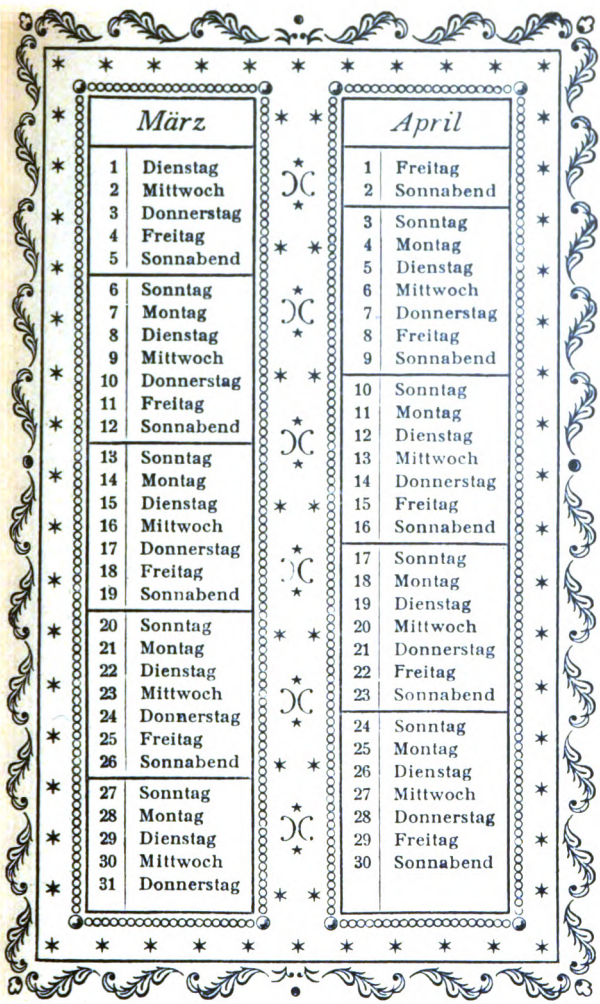 März
1 Dienstag
2 Mittwoch
3 Donnerstag
4 Freitag
5 Sonnabend
6 Sonntag
7 Montag
8 Dienstag
9 Mittwoch
10 Donnerstag
11 Freitag
12 Sonnabend
13 Sonntag
14 Montag
15 Dienstag
16 Mittwoch
17 Donnerstag
18 Freitag
19 Sonnabend
20 Sonntag
21 Montag
22 Dienstag
23 Mittwoch
24 Donnerstag
25 Freitag
26 Sonnabend
27 Sonntag
28 Montag
29 Dienstag
30 Mittwoch
31 Donnerstag
April
1 Freitag
2 Sonnabend
3 Sonntag
4 Montag
5 Dienstag
6 Mittwoch
7 Donnerstag
8 Freitag
9 Sonnabend
10 Sonntag
11 Montag
12 Dienstag
13 Mittwoch
14 Donnerstag
15 Freitag
16 Sonnabend
17 Sonntag
18 Montag
19 Dienstag
20 Mittwoch
21 Donnerstag
22 Freitag
23 Sonnabend
24 Sonntag
25 Montag
26 Dienstag
27 Mittwoch
28 Donnerstag
29 Freitag
30 Sonnabend